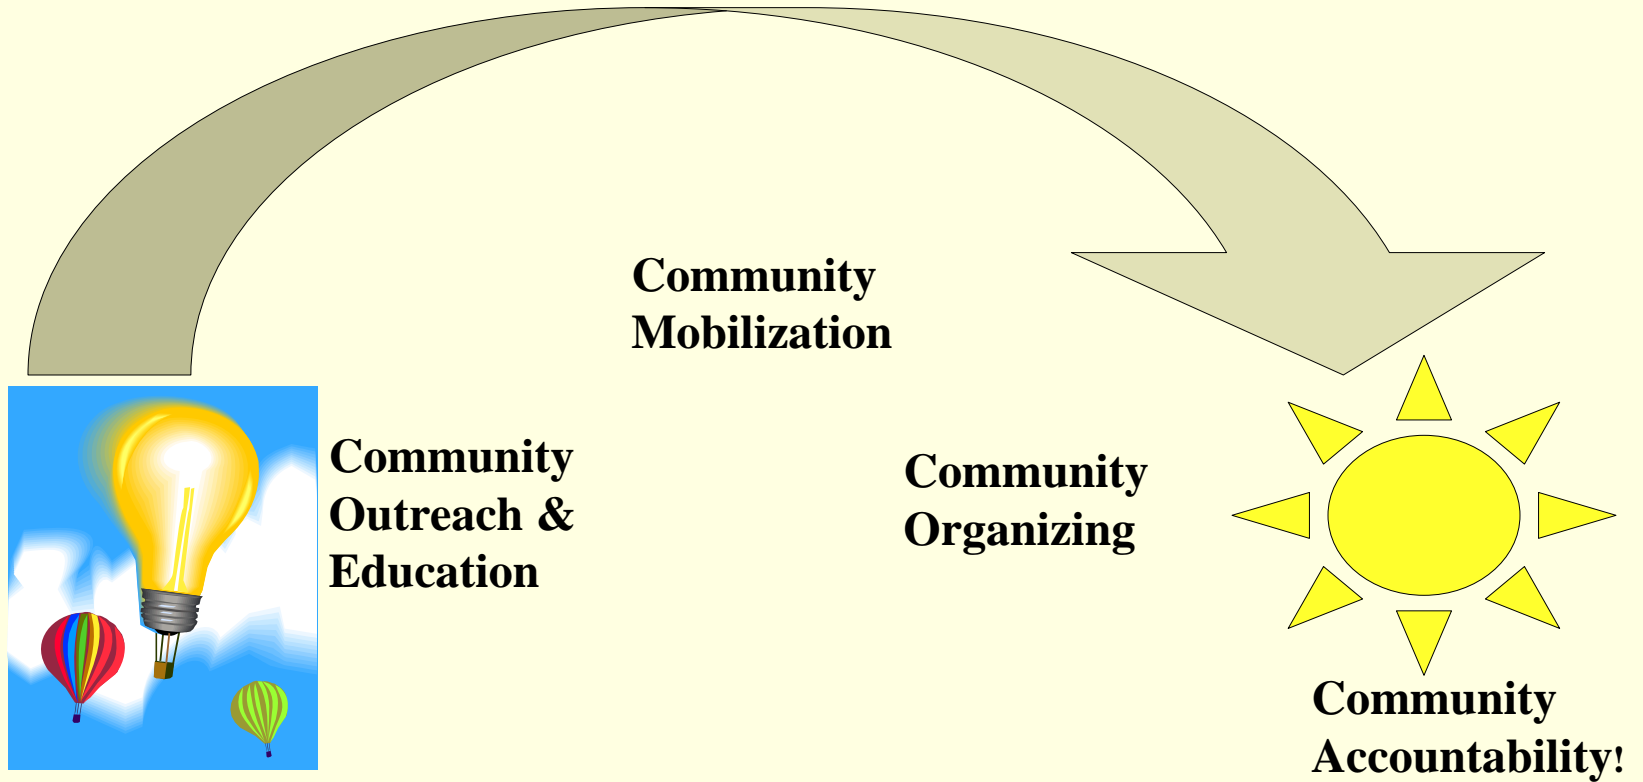 Community
Outreach &
Education
Community
Mobilization
Community
Organizing
Community
Accountability!